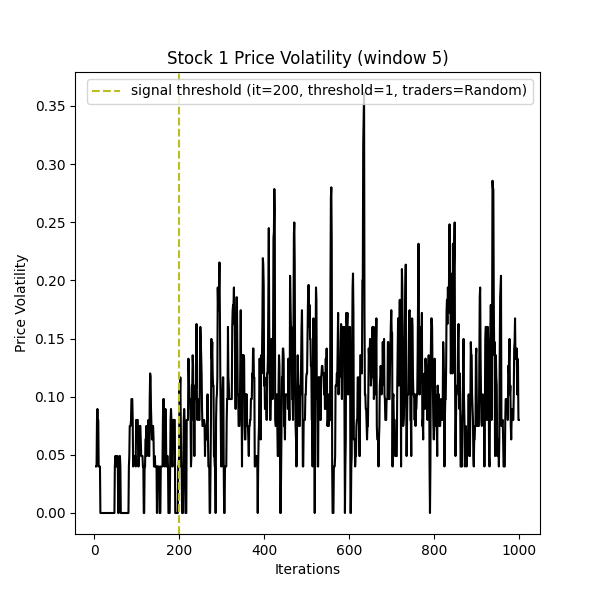 Stock 1 Price Volatility (window 5)
signal threshold (it=200, threshold=1, traders=Random)
Price Volatility
0.35
0.30
0.25
0.20
0.15
0.10
0.05
0.00
0 200 400 600 800 1000
Iterations